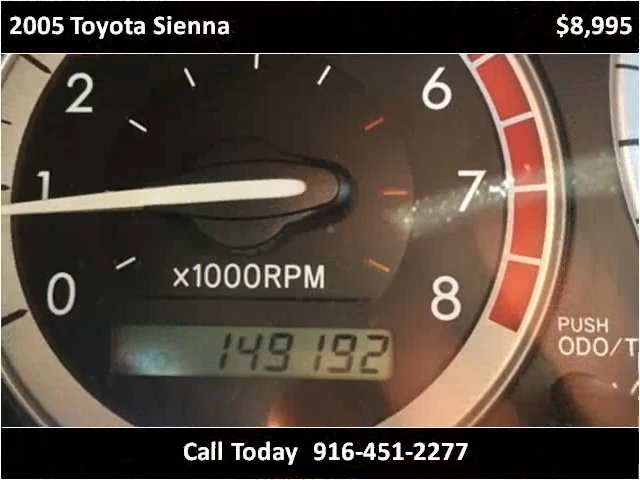 2005 Toyota Sienna $8,995
2 6
1 7
0 x1000RPM 8
149192
PUSH
ODO/T
Call Today 916-451-2277